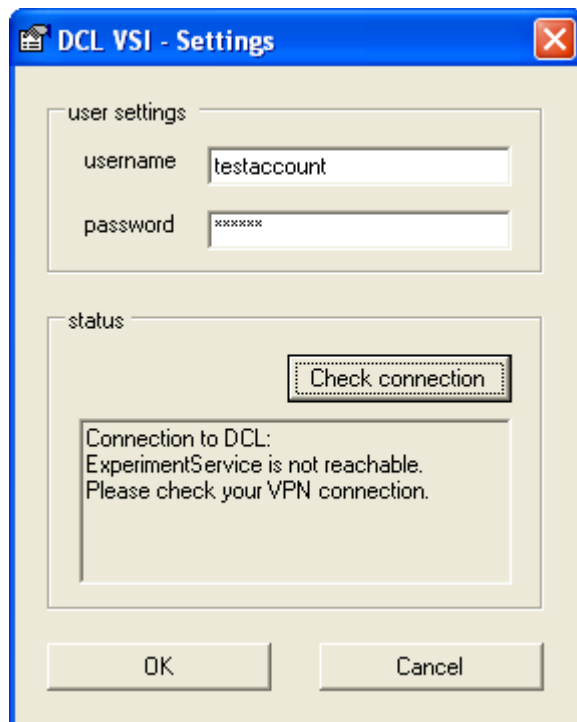 DCL VSI - Settings
user settings
username
testaccount
password
******
status
Check connection
Connection to DCL:
ExperimentService is not reachable.
Please check your VPN connection.
OK
Cancel